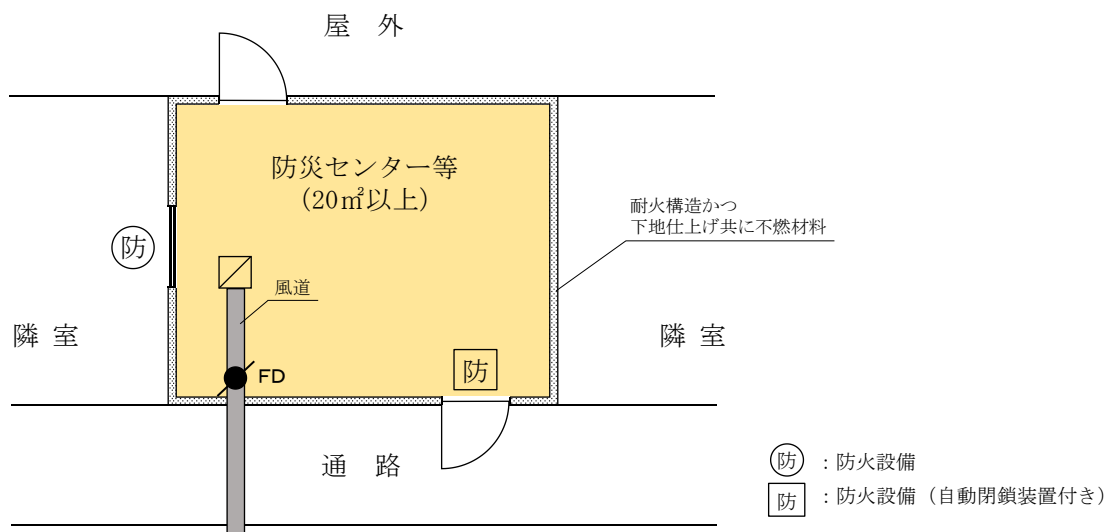 屋 外
防災センター等
(20㎡以上)
耐火構造かつ
下地仕上げ共に不燃材料
防
風道
隣 室
隣 室
FD
防
通 路
防 : 防火設備
防 : 防火設備 (自動閉鎖装置付き)